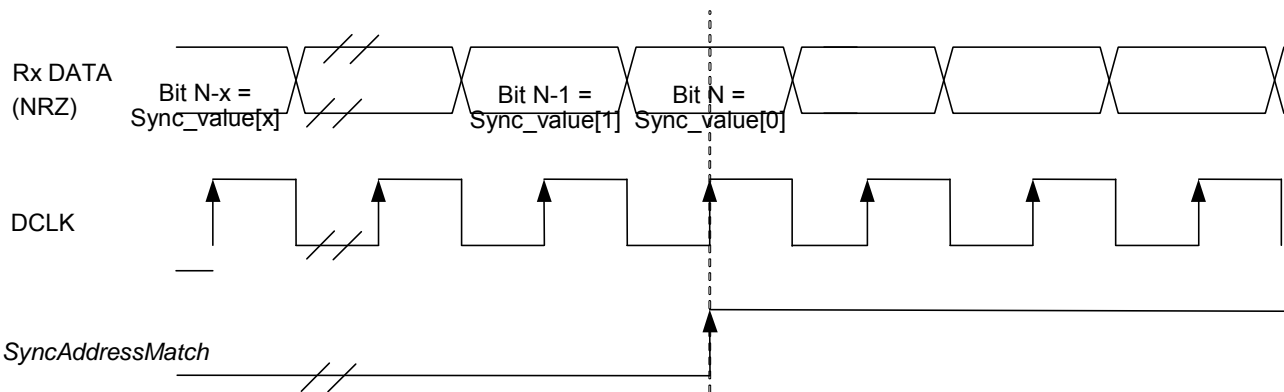 Rx DATA
(NRZ)
Bit N-x =
Sync_value[x]
Bit N-1 =
Sync_value[1]
Bit N =
Sync_value[0]
DCLK
SyncAddressMatch